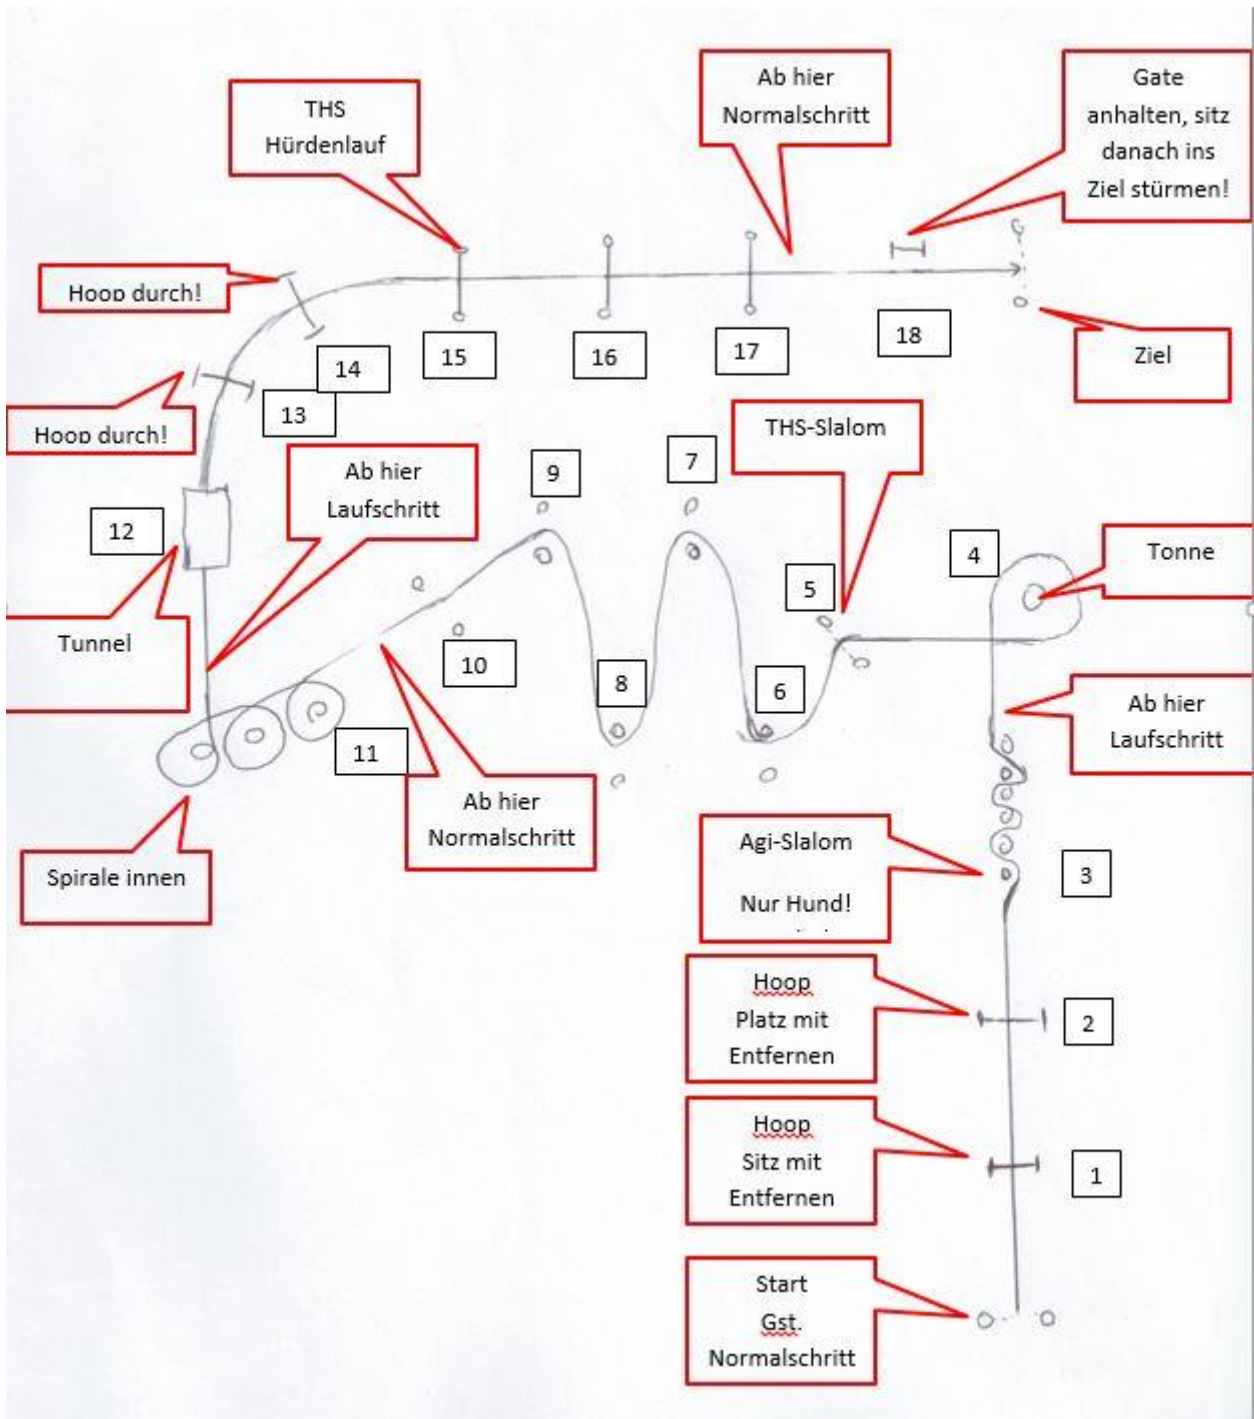 THS
Hürdenlauf
Ab hier
Normalschritt
Gate
anhalten, sitz
danach ins
Ziel stürmen!
Hoop durch!
15
16
17
18
Ziel
14
13
Hoop durch!
THS-Slalom
Ab hier
Laufschritt
9
7
12
4
Tonne
5
Tunnel
10
8
6
11
Ab hier
Laufschritt
Ab hier
Normalschritt
Spirale innen
Agi-Slalom
Nur Hund!
3
Hoop
Platz mit
Entfernen
2
Hoop
Sitz mit
Entfernen
1
Start
Gst.
Normalschritt